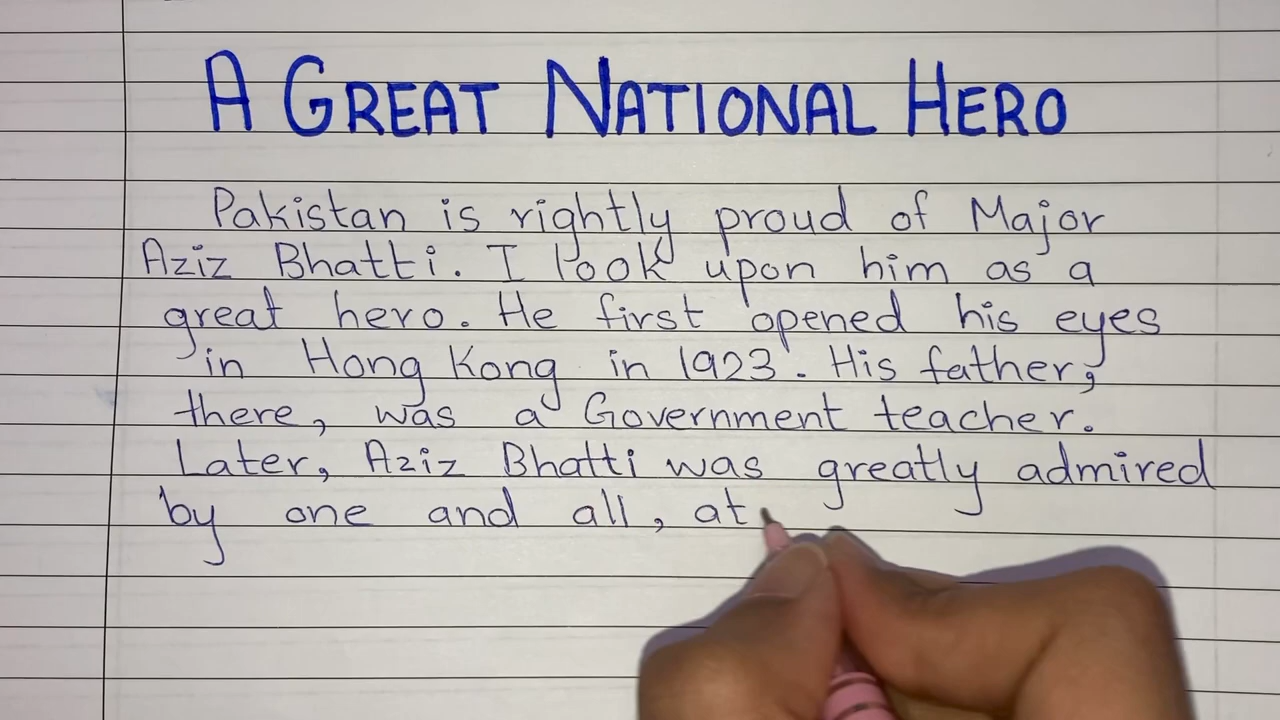 A GREAT NATIONAL HERO
Pakistan is rightly proud of Major
Aziz Bhatti. I look upon him as a
great hero. He first opened his eyes
in Hong Kong in 1923. His father,
there, was a Government teacher.
Later, Aziz Bhatti was greatly admired
by one and all, at